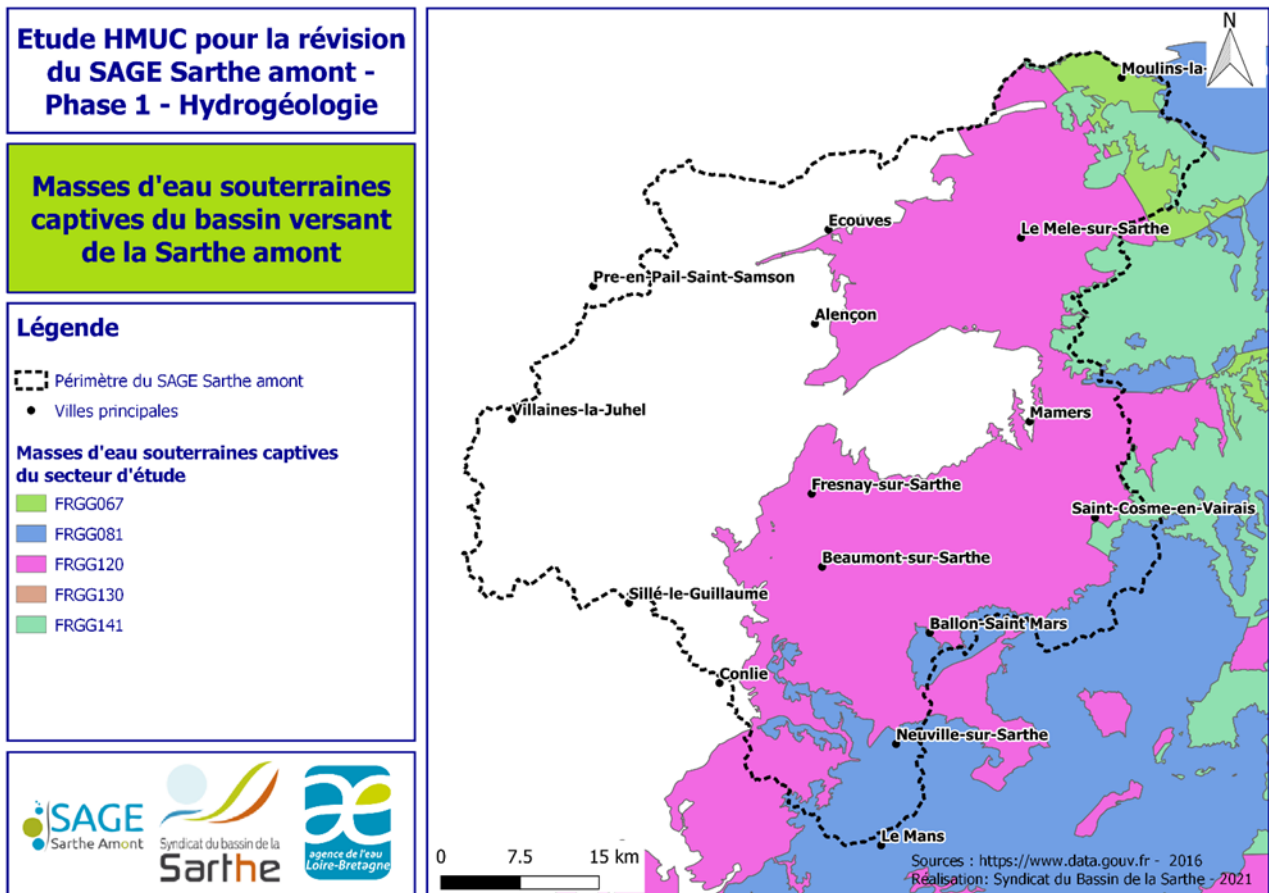 Etude HMUC pour la révision
du SAGE Sarthe amont -
Phase 1 - Hydrogéologie
Masses d'eau souterraines
captives du bassin versant
de la Sarthe amont
Légende
Périmètre du SAGE Sarthe amont
Villes principales
Masses d'eau souterraines captives
du secteur d'étude
FRGG067
FRGG081
FRGG120
FRGG130
FRGG141
SAGE
Sarthe Amont
Syndicat du bassin de la
Sarthe
agence de l'eau
Loire-Bretagne
N
Moulins-la-
Ecouves
Le Mele-sur-Sarthe
Pre-en-Pail-Saint-Samson
Alençon
Villaines-la-Juhel
Mamers
Fresnay-sur-Sarthe
Saint-Cosme-en-Vairais
Beaumont-sur-Sarthe
Sillé-le-Guillaume
Ballon-Saint Mars
Conlie
Neuville-sur-Sarthe
Le Mans
0 7.5 15 km
Sources : https://www.data.gouv.fr - 2016
Réalisation: Syndicat du Bassin de la Sarthe - 2021